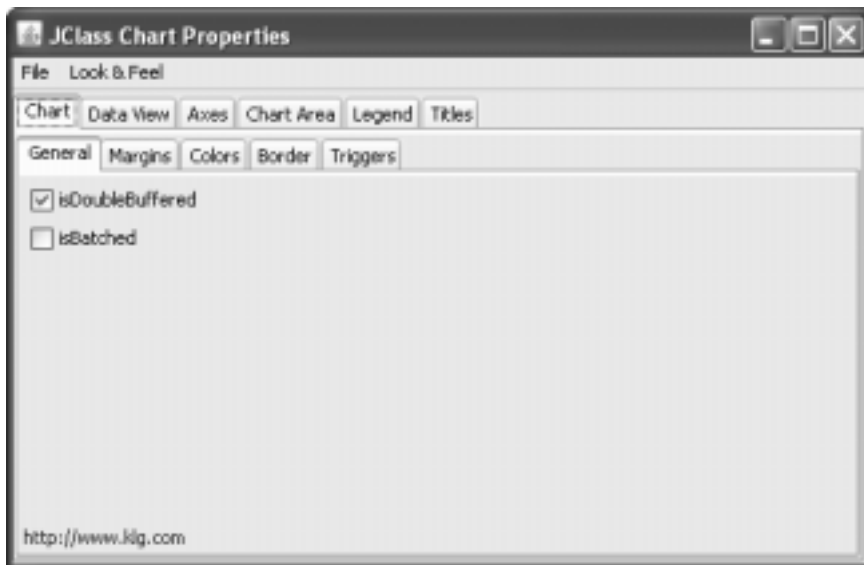 JClass Chart Properties
File Look & Feel
Chart Data View Axes Chart Area Legend Titles
General Margins Colors Border Triggers
isDoubleBuffered
isBatched
http://www.klg.com